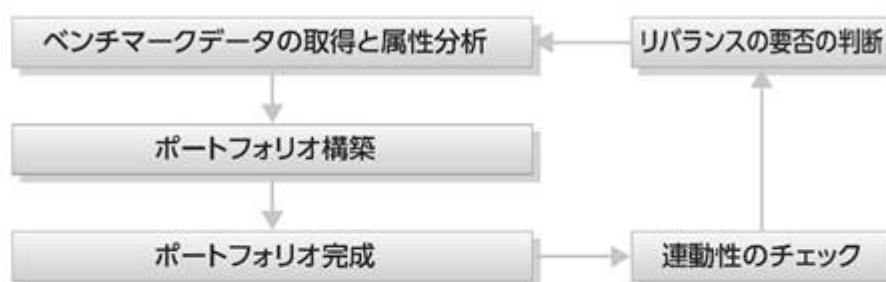 ベンチマークデータの取得と属性分析
リバランスの要否の判断
ポートフォリオ構築
ポートフォリオ完成
連動性のチェック